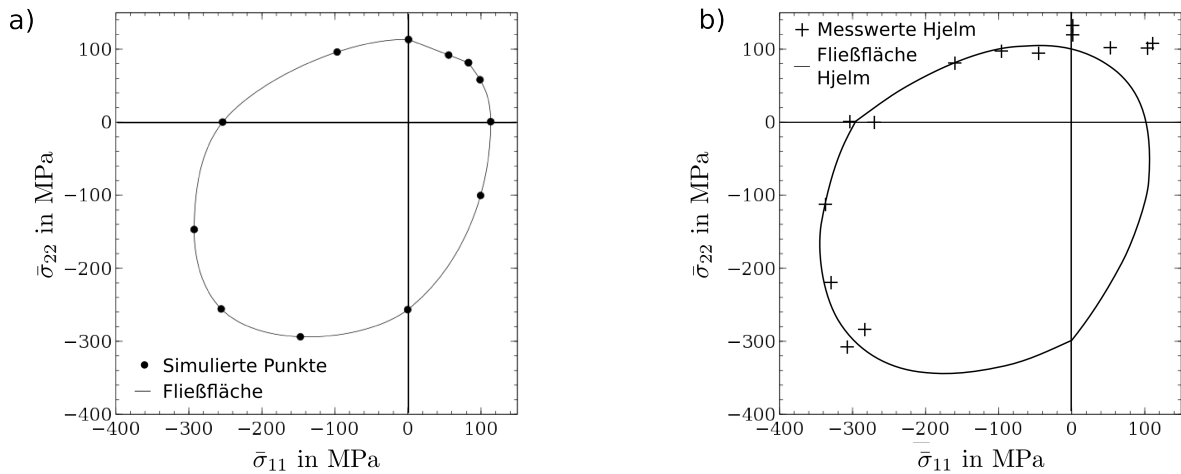 a)
100
0
−100
−200
−300
−400
−400 −300 −200 −100 0 100
σ̄₂₂ in MPa
σ̄₁₁ in MPa
Simulierte Punkte
Fließfläche
b)
Messwerte Hjelm
Fließfläche
Hjelm
100
0
−100
−200
−300
−400
−400 −300 −200 −100 0 100
σ̄₂₂ in MPa
σ̄₁₁ in MPa